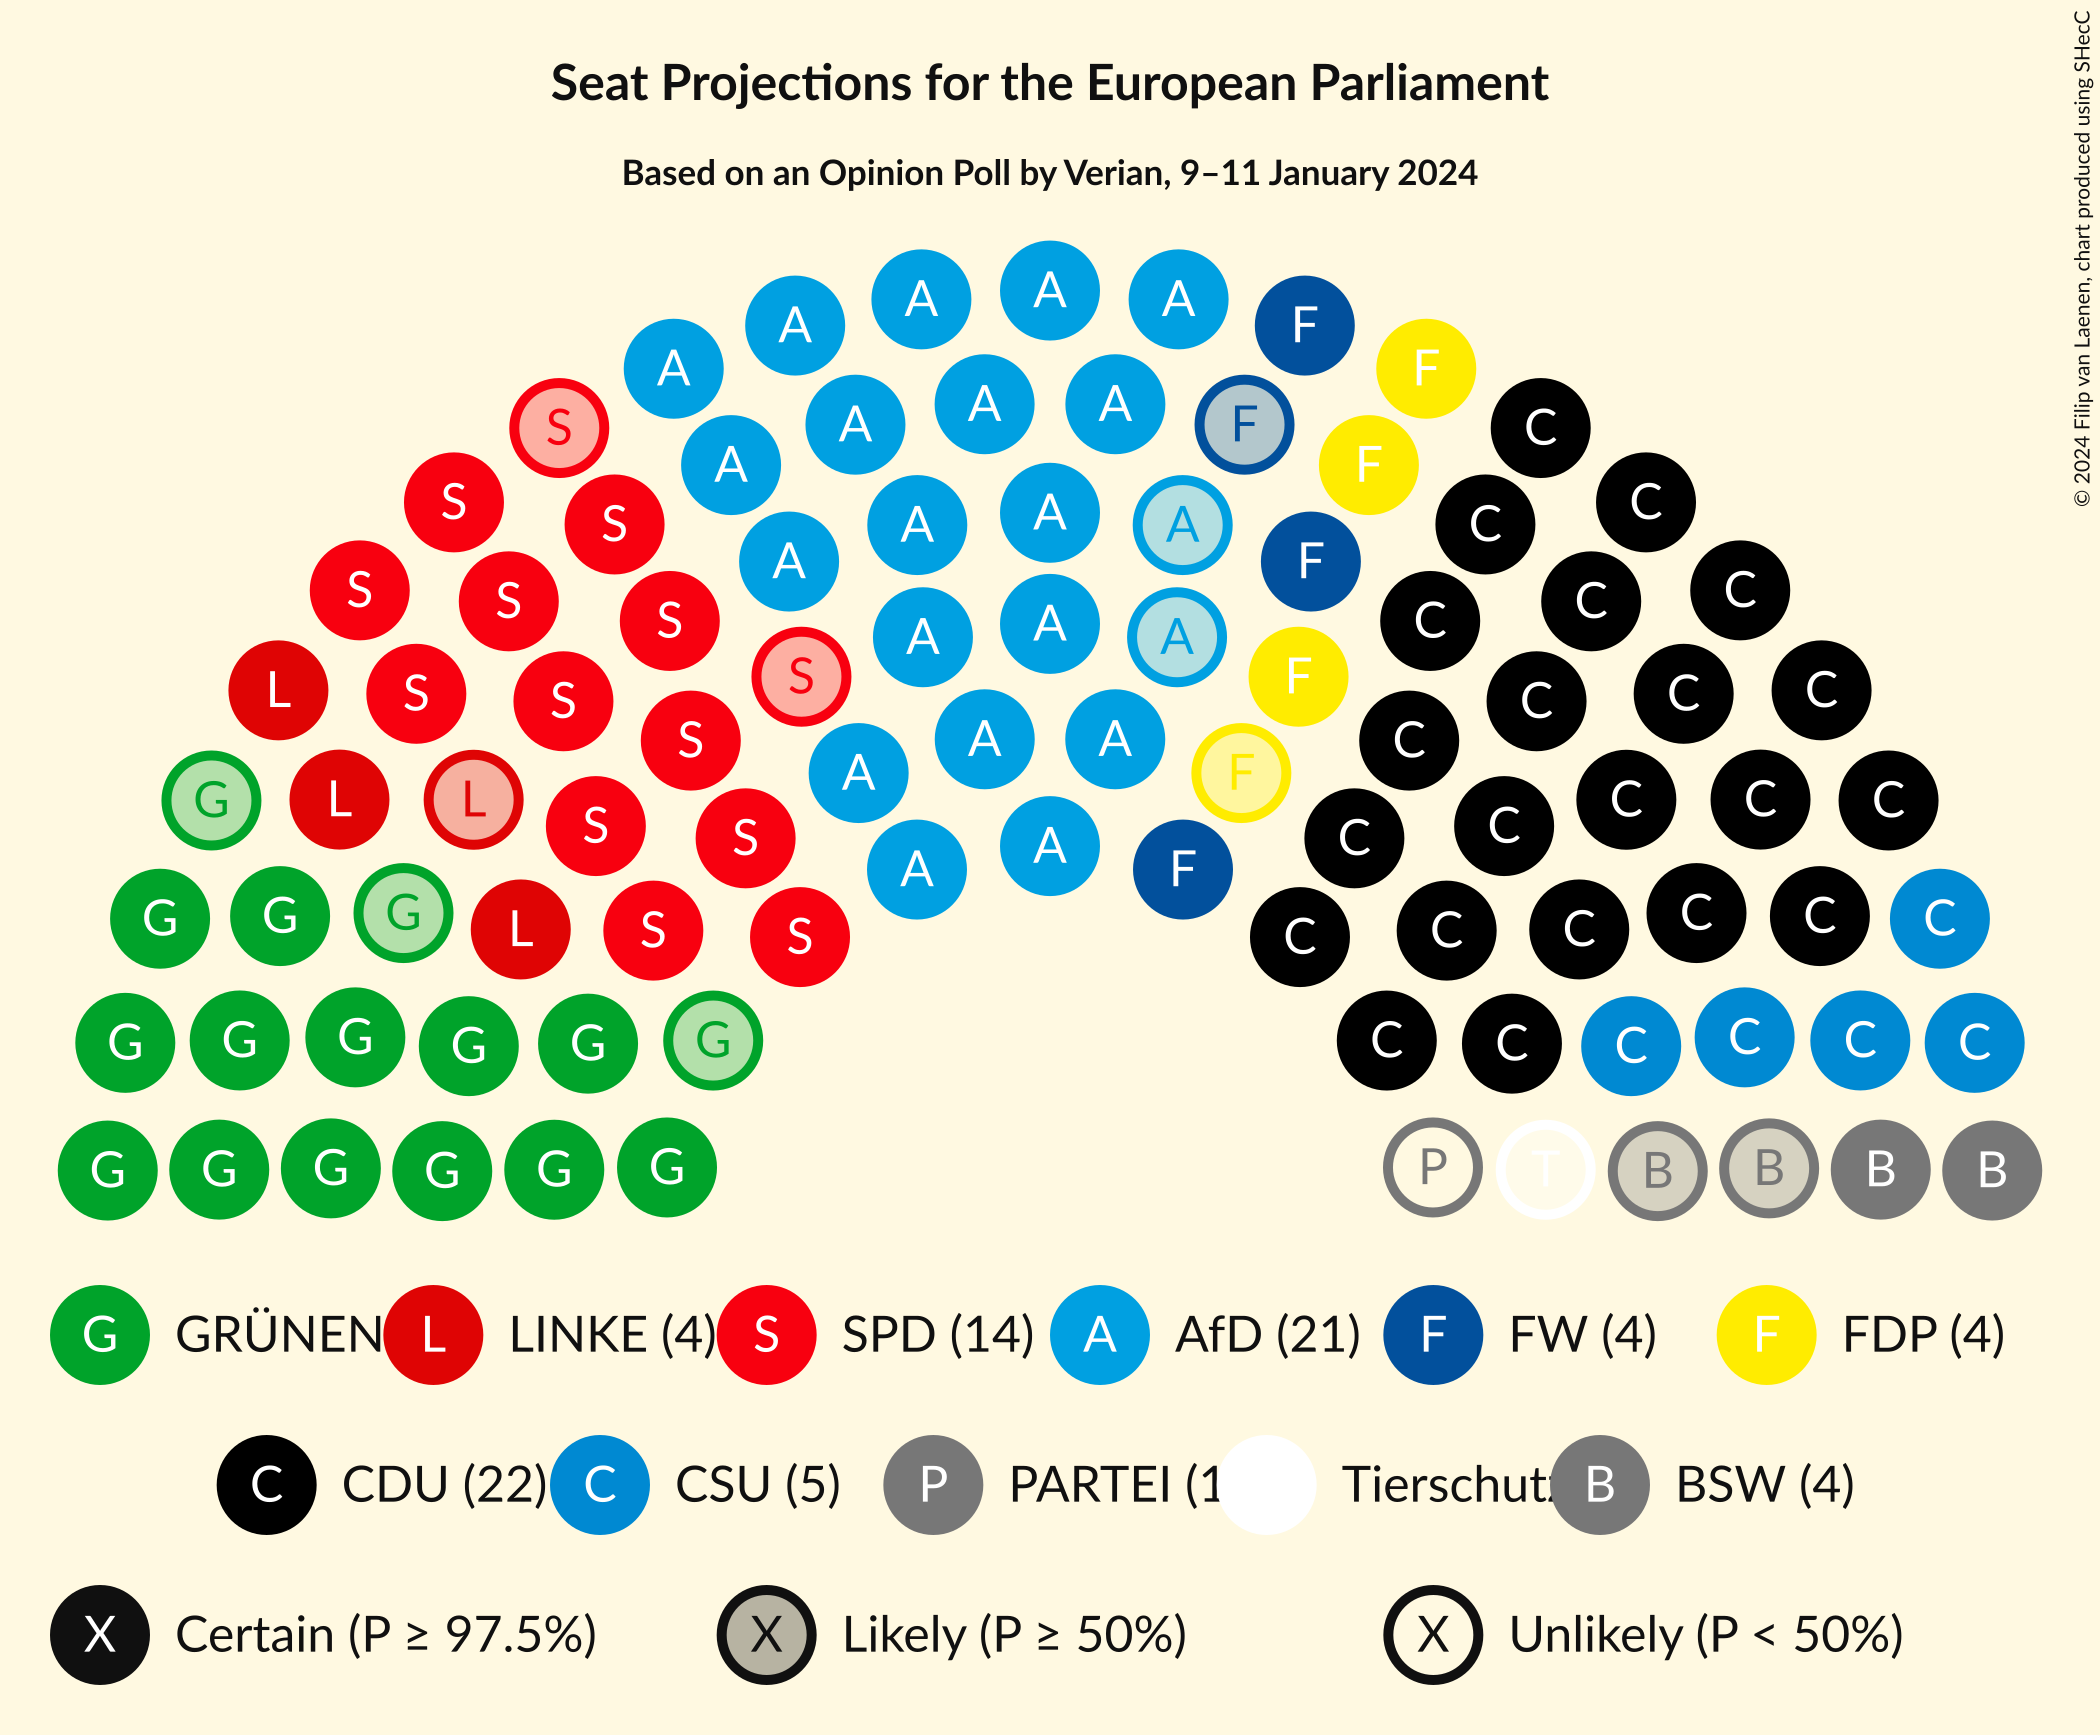 © 2024 Filip van Laenen, chart produced using SHecC
Seat Projections for the European Parliament
Based on an Opinion Poll by Verian, 9–11 January 2024
A A A A F
A F
S A A A F C
S S A A A A F C C
S S S A A A A F C C C
L S S S S A A F C C C C
G L L S S A A A F F C C C C C
G G G L S S C C C C C C
G G G G G G C C C C C C
G G G G G G P T B B B B
G GRÜNEN L LINKE (4) S SPD (14) A AfD (21) F FW (4) F FDP (4)
C CDU (22) C CSU (5) P PARTEI (1 Tierschutz B BSW (4)
X Certain (P ≥ 97.5%) X Likely (P ≥ 50%) X Unlikely (P < 50%)